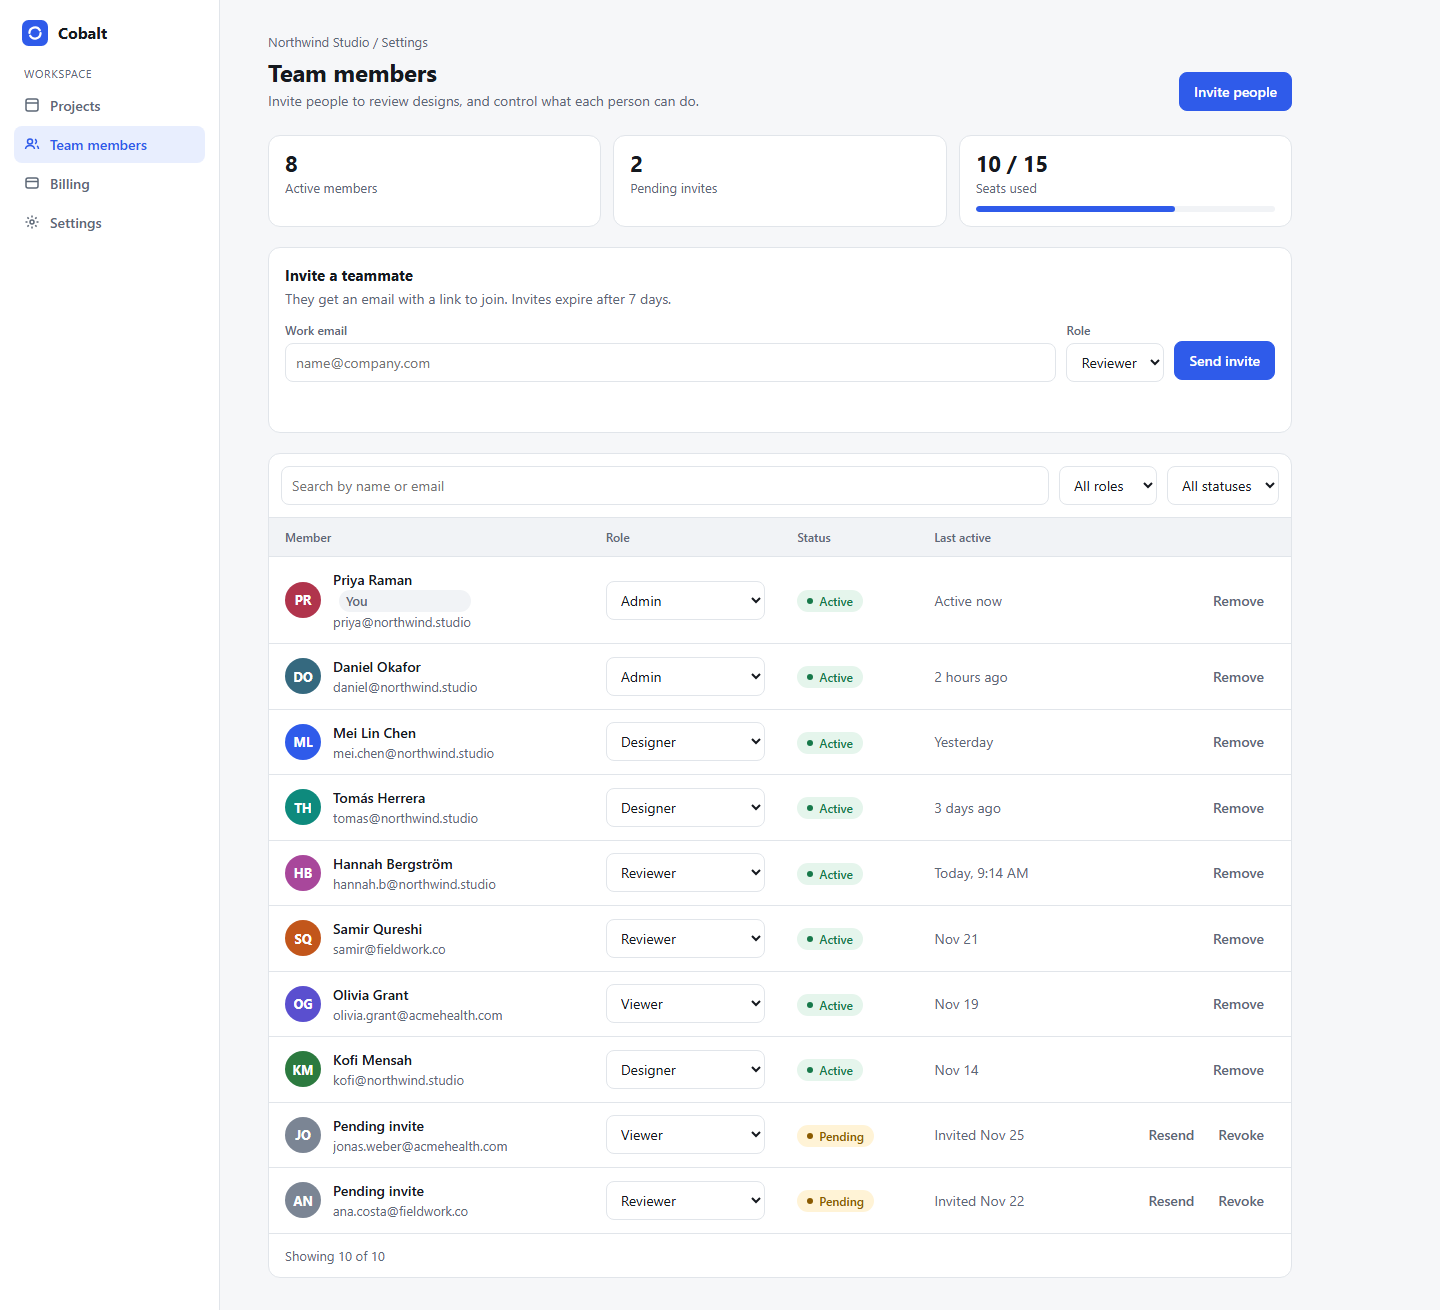 Cobalt
WORKSPACE
Projects
Team members
Billing
Settings
Northwind Studio / Settings
Team members
Invite people to review designs, and control what each person can do.
Invite people
8
Active members
2
Pending invites
10 / 15
Seats used
Invite a teammate
They get an email with a link to join. Invites expire after 7 days.
Work email
Role
name@company.com
Reviewer
Send invite
Search by name or email
All roles
All statuses
Member Role Status Last active
PR
Priya Raman
You
priya@northwind.studio
Admin
Active
Active now
Remove
DO
Daniel Okafor
daniel@northwind.studio
Admin
Active
2 hours ago
Remove
ML
Mei Lin Chen
mei.chen@northwind.studio
Designer
Active
Yesterday
Remove
TH
Tomás Herrera
tomas@northwind.studio
Designer
Active
3 days ago
Remove
HB
Hannah Bergström
hannah.b@northwind.studio
Reviewer
Active
Today, 9:14 AM
Remove
SQ
Samir Qureshi
samir@fieldwork.co
Reviewer
Active
Nov 21
Remove
OG
Olivia Grant
olivia.grant@acmehealth.com
Viewer
Active
Nov 19
Remove
KM
Kofi Mensah
kofi@northwind.studio
Designer
Active
Nov 14
Remove
JO
Pending invite
jonas.weber@acmehealth.com
Viewer
Pending
Invited Nov 25
Resend
Revoke
AN
Pending invite
ana.costa@fieldwork.co
Reviewer
Pending
Invited Nov 22
Resend
Revoke
Showing 10 of 10